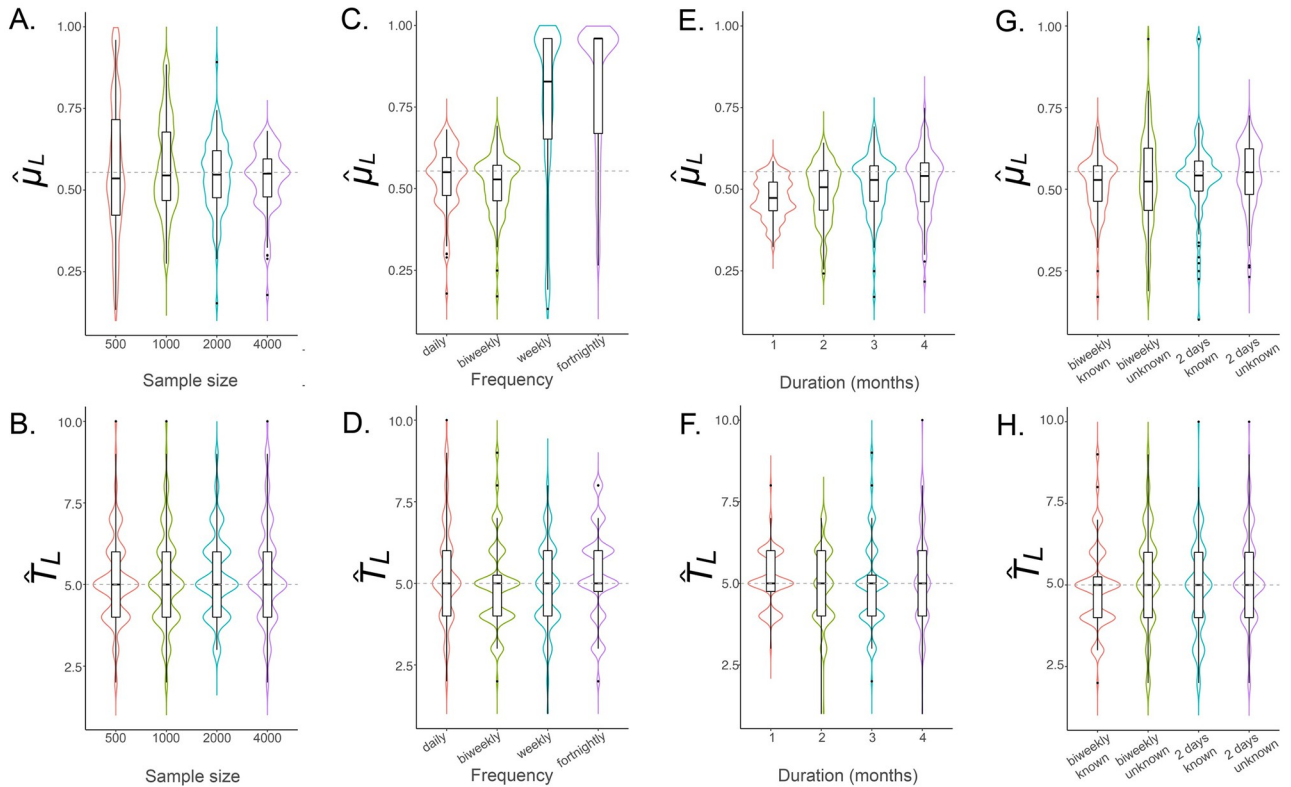 A.
1.00
0.75
0.50
0.25
μ̂L
500 1000 2000 4000
Sample size
C.
1.00
0.75
0.50
0.25
μ̂L
daily biweekly weekly fortnightly
Frequency
E.
1.00
0.75
0.50
0.25
μ̂L
1 2 3 4
Duration (months)
G.
1.00
0.75
0.50
0.25
μ̂L
biweekly known
biweekly unknown
2 days known
2 days unknown
B.
10.0
7.5
5.0
2.5
T̂L
500 1000 2000 4000
Sample size
D.
10.0
7.5
5.0
2.5
T̂L
daily biweekly weekly fortnightly
Frequency
F.
10.0
7.5
5.0
2.5
T̂L
1 2 3 4
Duration (months)
H.
10.0
7.5
5.0
2.5
T̂L
biweekly known
biweekly unknown
2 days known
2 days unknown